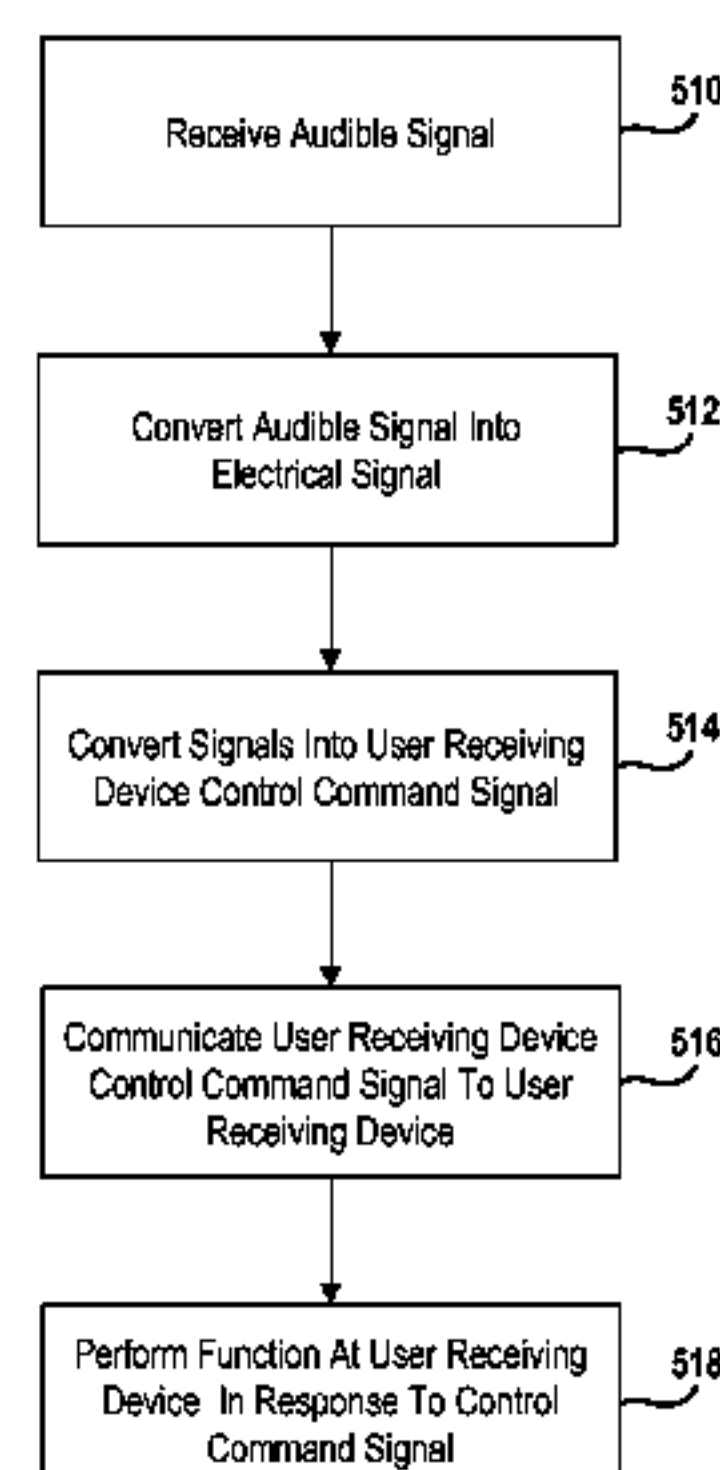 Receive Audible Signal
510
Convert Audible Signal Into
Electrical Signal
512
Convert Signals Into User Receiving
Device Control Command Signal
514
Communicate User Receiving Device
Control Command Signal To User
Receiving Device
516
Perform Function At User Receiving
Device In Response To Control
Command Signal
518